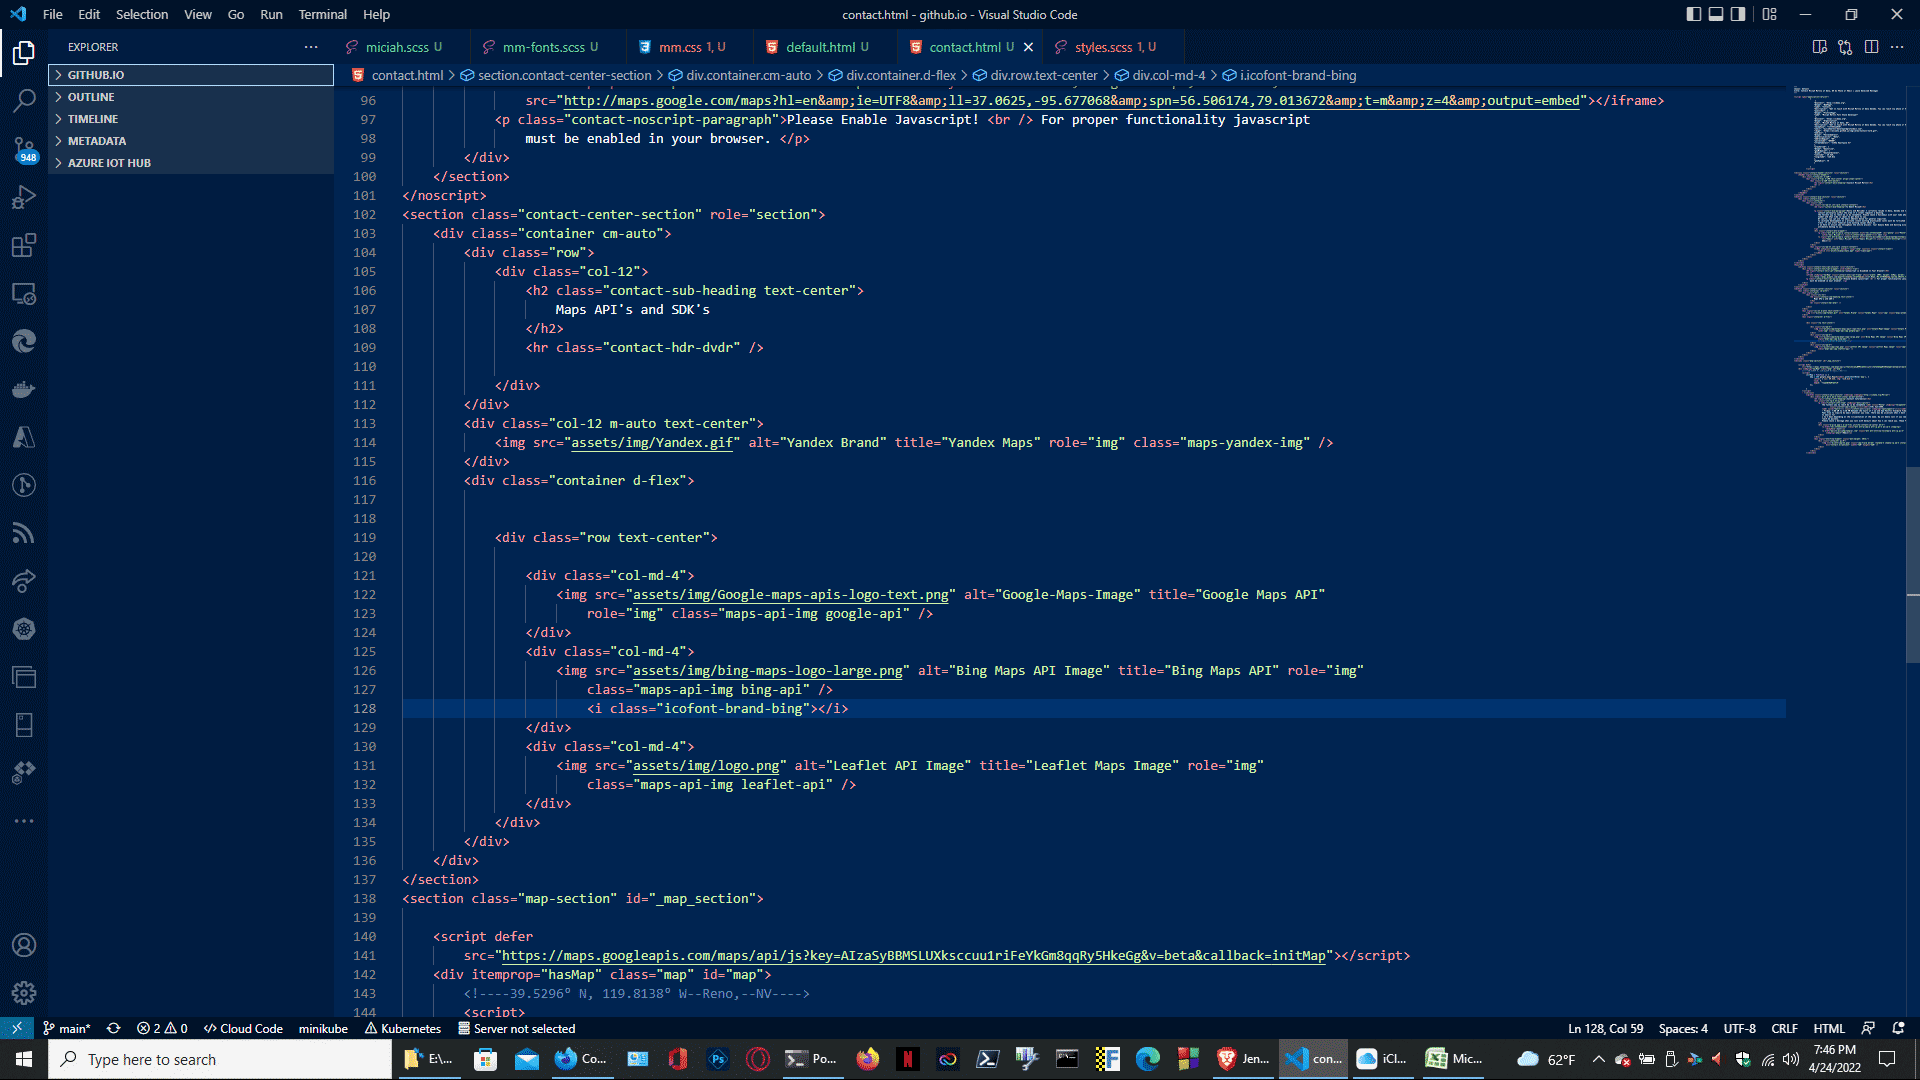 File Edit Selection View Go Run Terminal Help
contact.html - github.io - Visual Studio Code
EXPLORER
GITHUB.IO
OUTLINE
TIMELINE
METADATA
AZURE IOT HUB
948
miciah.scss U
mm-fonts.scss U
mm.css 1, U
default.html U
contact.html U
styles.scss 1, U
contact.html > section.contact-center-section > div.container.cm-auto > div.container.d-flex > div.row.text-center > div.col-md-4 > i.icofont-brand-bing
96 src="http://maps.google.com/maps?hl=en&amp;ie=UTF8&amp;ll=37.0625,-95.677068&amp;spn=56.506174,79.013672&amp;t=m&amp;z=4&amp;output=embed"></iframe>
97 <p class="contact-noscript-paragraph">Please Enable Javascript! <br /> For proper functionality javascript
98 must be enabled in your browser. </p>
99 </div>
100 </section>
101 </noscript>
102 <section class="contact-center-section" role="section">
103 <div class="container cm-auto">
104 <div class="row">
105 <div class="col-12">
106 <h2 class="contact-sub-heading text-center">
107 Maps API's and SDK's
108 </h2>
109 <hr class="contact-hdr-dvdr" />
110
111 </div>
112 </div>
113 <div class="col-12 m-auto text-center">
114 <img src="assets/img/Yandex.gif" alt="Yandex Brand" title="Yandex Maps" role="img" class="maps-yandex-img" />
115 </div>
116 <div class="container d-flex">
117
118
119 <div class="row text-center">
120
121 <div class="col-md-4">
122 <img src="assets/img/Google-maps-apis-logo-text.png" alt="Google-Maps-Image" title="Google Maps API"
123 role="img" class="maps-api-img google-api" />
124 </div>
125 <div class="col-md-4">
126 <img src="assets/img/bing-maps-logo-large.png" alt="Bing Maps API Image" title="Bing Maps API" role="img"
127 class="maps-api-img bing-api" />
128 <i class="icofont-brand-bing"></i>
129 </div>
130 <div class="col-md-4">
131 <img src="assets/img/logo.png" alt="Leaflet API Image" title="Leaflet Maps Image" role="img"
132 class="maps-api-img leaflet-api" />
133 </div>
134 </div>
135 </div>
136 </div>
137 </section>
138 <section class="map-section" id="_map_section">
139
140 <script defer
141 src="https://maps.googleapis.com/maps/api/js?key=AIzaSyBBMSLUXksccuu1riFeYkGm8qqRy5HkeGg&v=beta&callback=initMap"></script>
142 <div itemprop="hasMap" class="map" id="map">
143 <!----39.5296° N, 119.8138° W--Reno,--NV---->
144 <script>
main* 2 0 Cloud Code minikube Kubernetes Server not selected
Ln 128, Col 59 Spaces: 4 UTF-8 CRLF HTML
Type here to search
E:\...
Co...
Po...
Jen...
con...
iCl...
Mic...
62°F
7:46 PM
4/24/2022